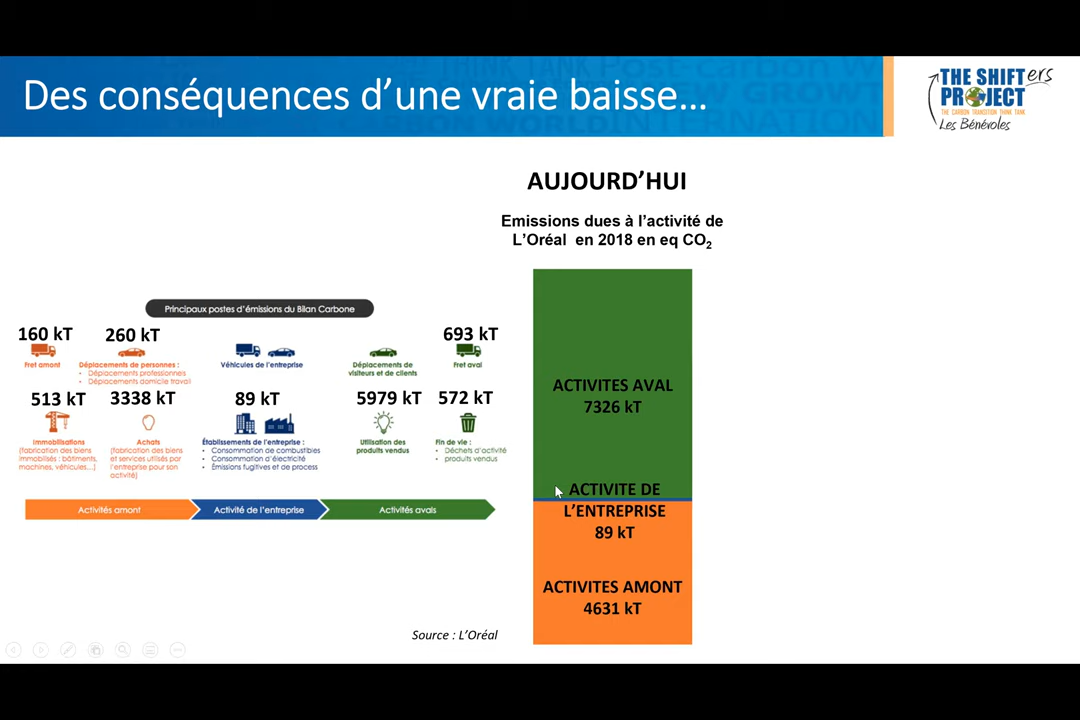 Des conséquences d’une vraie baisse…
THE SHIFTers
PROJECT
THE CARBON TRANSITION THINK TANK
Les Bénévoles
AUJOURD’HUI
Emissions dues à l’activité de
L’Oréal en 2018 en eq CO₂
Principaux postes d’émissions du Bilan Carbone
160 kT
Fret amont
260 kT
Déplacements de personnes :
• Déplacements professionnels
• Déplacements domicile travail
Véhicules de l’entreprise
Déplacements de
visiteurs et de clients
693 kT
Fret aval
513 kT
Immobilisations
(fabrication des biens
immobilisés : bâtiments,
machines, véhicules…)
3338 kT
Achats
(fabrication des biens
et services utilisés par
l’entreprise pour son
activité)
89 kT
Établissements de l’entreprise :
• Consommation de combustibles
• Consommation d’électricité
• Émissions fugitives et de process
5979 kT
Utilisation des
produits vendus
572 kT
Fin de vie :
• Déchets d’activité
• produits vendus
Activités amont
Activité de l’entreprise
Activités avals
ACTIVITES AVAL
7326 kT
ACTIVITE DE
L’ENTREPRISE
89 kT
ACTIVITES AMONT
4631 kT
Source : L’Oréal